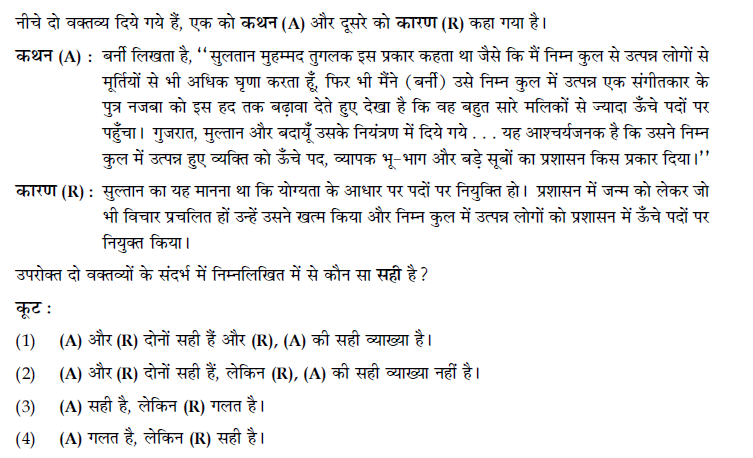 नीचे दो वक्तव्य दिये गये हैं, एक को कथन (A) और दूसरे को कारण (R) कहा गया है।
कथन (A) : बर्नी लिखता है, ‘‘सुलतान मुहम्मद तुगलक इस प्रकार कहता था जैसे कि मैं निम्न कुल से उत्पन्न लोगों से
मूर्तियों से भी अधिक घृणा करता हूँ, फिर भी मैंने (बर्नी) उसे निम्न कुल में उत्पन्न एक संगीतकार के
पुत्र नजबा को इस हद तक बढ़ावा देते हुए देखा है कि वह बहुत सारे मलिकों से ज्यादा ऊँचे पदों पर
पहुँचा। गुजरात, मुल्तान और बदायूँ उसके नियंत्रण में दिये गये . . . यह आश्चर्यजनक है कि उसने निम्न
कुल में उत्पन्न हुए व्यक्ति को ऊँचे पद, व्यापक भू-भाग और बड़े सूबों का प्रशासन किस प्रकार दिया।’’
कारण (R) : सुल्तान का यह मानना था कि योग्यता के आधार पर पदों पर नियुक्ति हो। प्रशासन में जन्म को लेकर जो
भी विचार प्रचलित हों उन्हें उसने खत्म किया और निम्न कुल में उत्पन्न लोगों को प्रशासन में ऊँचे पदों पर
नियुक्त किया।
उपरोक्त दो वक्तव्यों के संदर्भ में निम्नलिखित में से कौन सा सही है ?
कूट :
(1) (A) और (R) दोनों सही हैं और (R), (A) की सही व्याख्या है।
(2) (A) और (R) दोनों सही हैं, लेकिन (R), (A) की सही व्याख्या नहीं है।
(3) (A) सही है, लेकिन (R) गलत है।
(4) (A) गलत है, लेकिन (R) सही है।